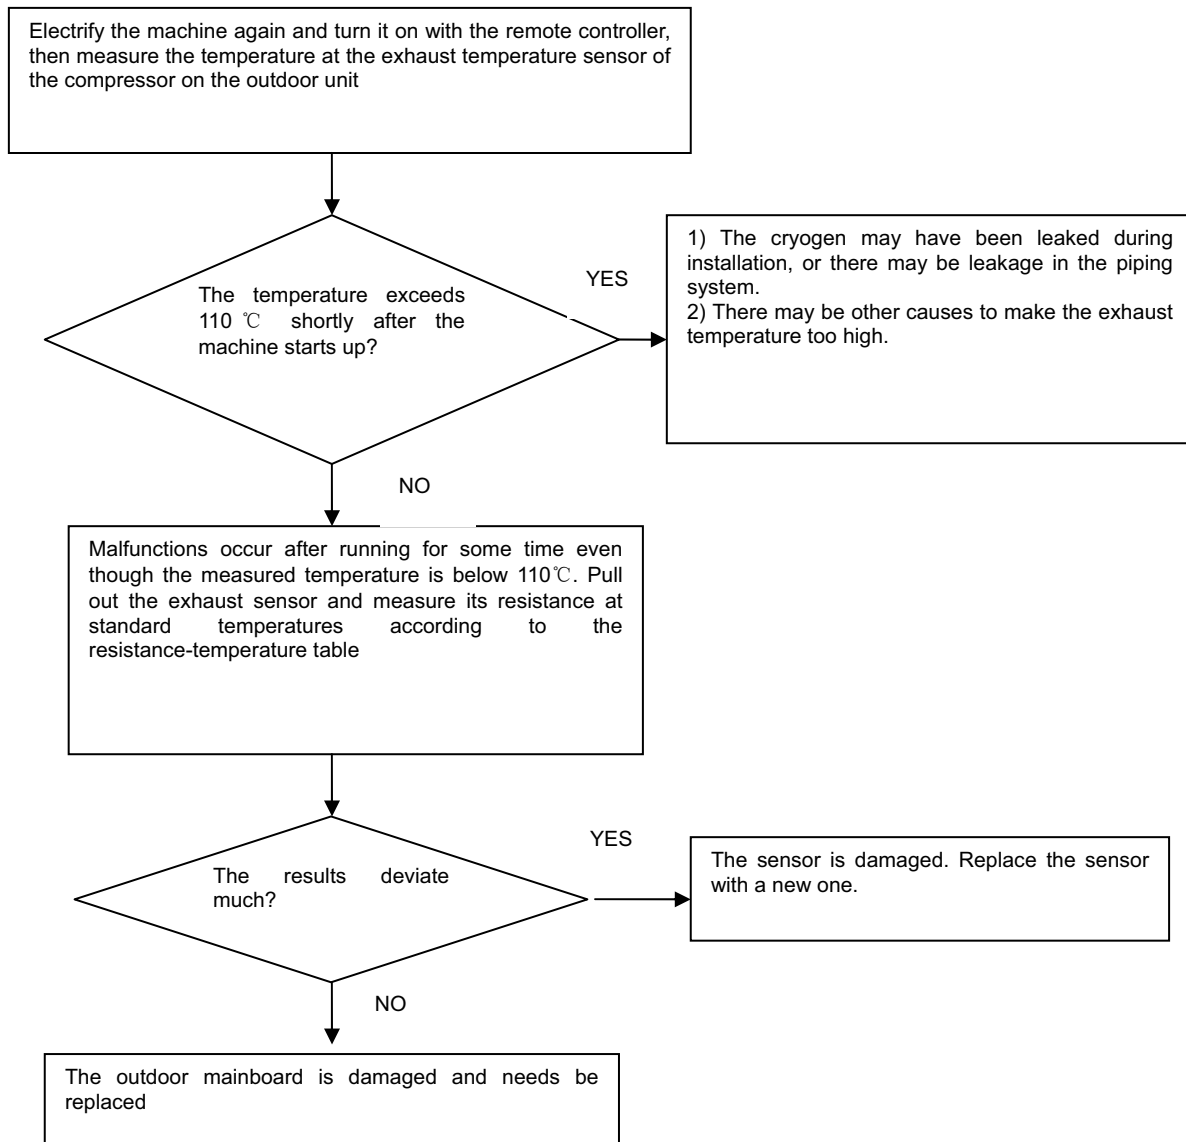 Electrify the machine again and turn it on with the remote controller,
then measure the temperature at the exhaust temperature sensor of
the compressor on the outdoor unit
The temperature exceeds
110 ℃ shortly after the
machine starts up?
YES
1) The cryogen may have been leaked during
installation, or there may be leakage in the piping
system.
2) There may be other causes to make the exhaust
temperature too high.
NO
Malfunctions occur after running for some time even
though the measured temperature is below 110℃. Pull
out the exhaust sensor and measure its resistance at
standard temperatures according to the
resistance-temperature table
The results deviate
much?
YES
The sensor is damaged. Replace the sensor
with a new one.
NO
The outdoor mainboard is damaged and needs be
replaced